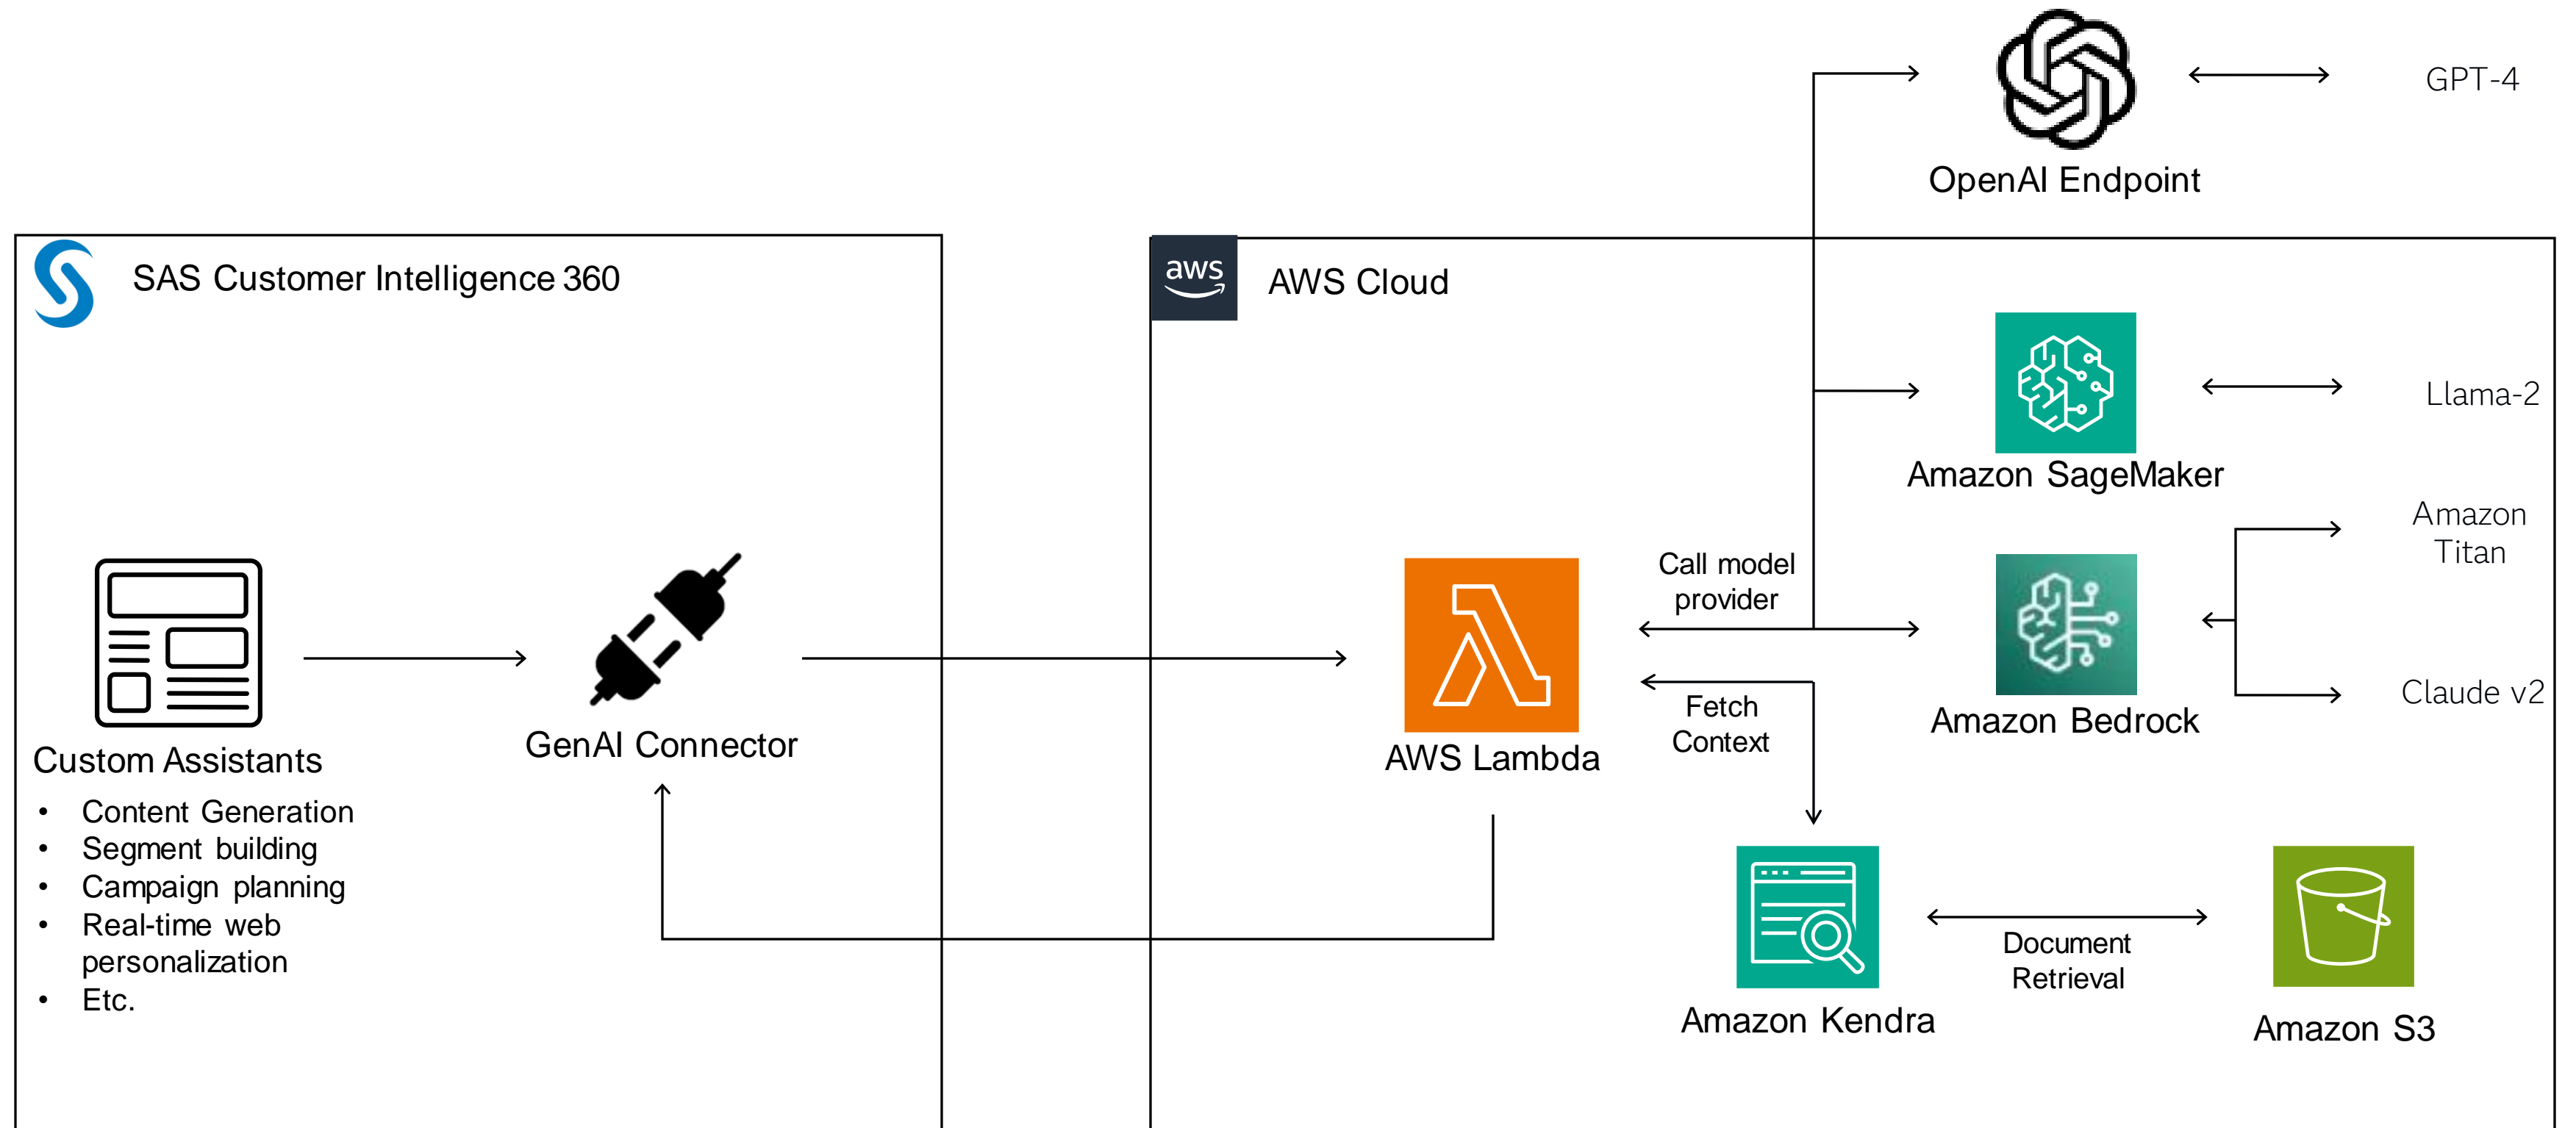 GPT-4
OpenAI Endpoint
SAS Customer Intelligence 360
aws
AWS Cloud
Llama-2
Amazon SageMaker
Amazon
Titan
Call model
provider
Claude v2
Amazon Bedrock
Fetch
Context
GenAI Connector
AWS Lambda
Custom Assistants
• Content Generation
• Segment building
• Campaign planning
• Real-time web
personalization
• Etc.
Document
Retrieval
Amazon Kendra
Amazon S3